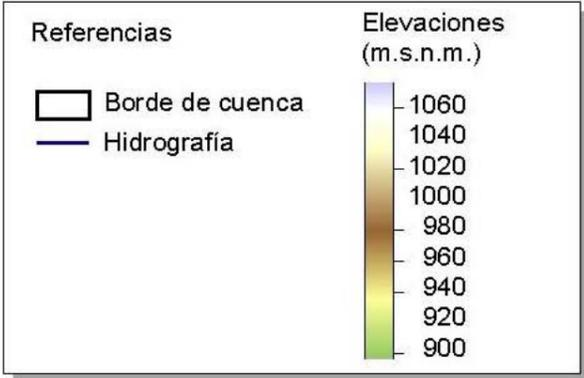 Referencias
Borde de cuenca
Hidrografía
Elevaciones
(m.s.n.m.)
1060
1040
1020
1000
980
960
940
920
900